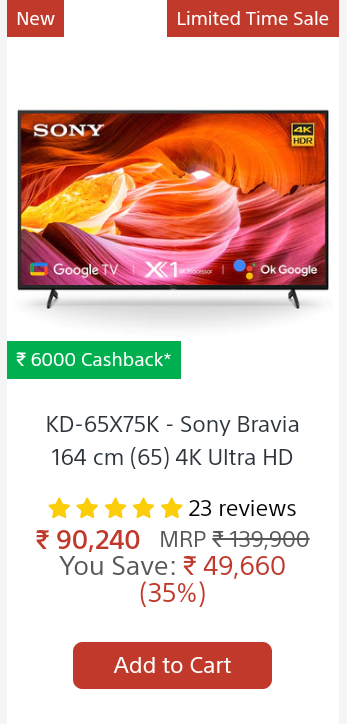 New
Limited Time Sale
SONY
4K
HDR
Google TV
X1 4K Processor
Ok Google
₹ 6000 Cashback*
KD-65X75K - Sony Bravia
164 cm (65) 4K Ultra HD
23 reviews
₹ 90,240 MRP ₹ 139,900
You Save: ₹ 49,660
(35%)
Add to Cart